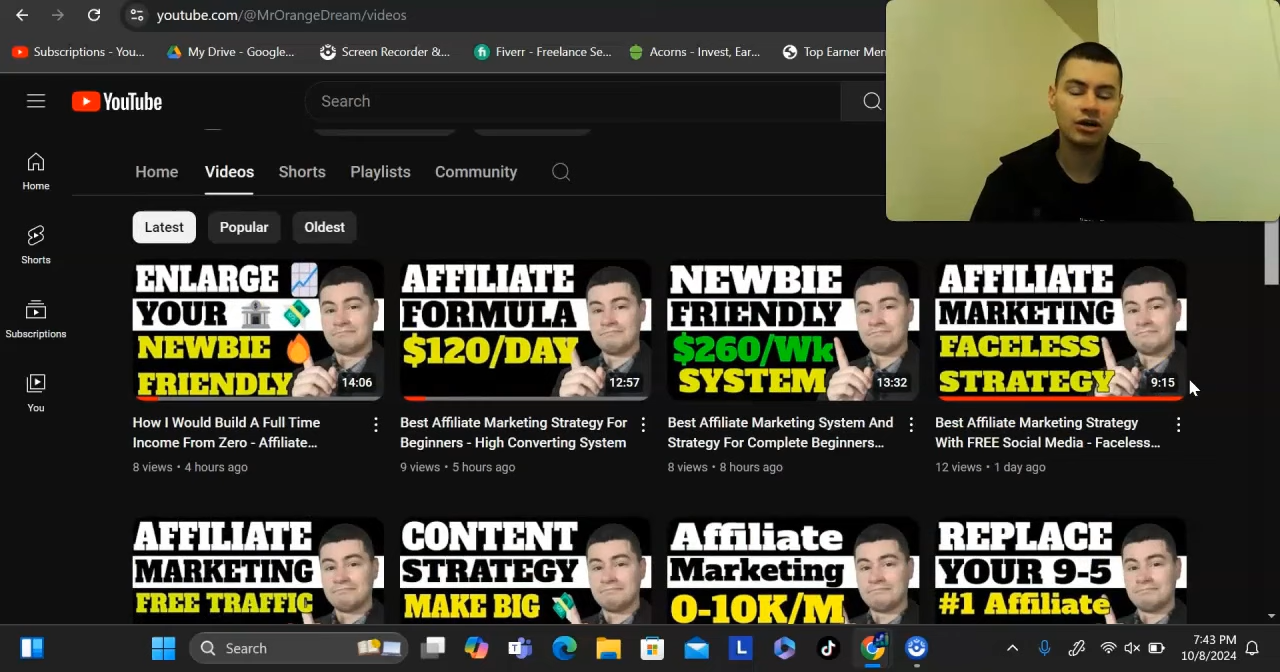 youtube.com/@MrOrangeDream/videos
Subscriptions - You...
My Drive - Google...
Screen Recorder &...
Fiverr - Freelance Se...
Acorns - Invest, Ear...
Top Earner Men
YouTube
Search
Home
Videos
Shorts
Playlists
Community
Home
Shorts
Subscriptions
You
Latest
Popular
Oldest
ENLARGE
YOUR
NEWBIE
FRIENDLY
14:06
How I Would Build A Full Time
Income From Zero - Affiliate...
8 views • 4 hours ago
AFFILIATE
FORMULA
$120/DAY
12:57
Best Affiliate Marketing Strategy For
Beginners - High Converting System
9 views • 5 hours ago
NEWBIE
FRIENDLY
$260/Wk
SYSTEM
13:32
Best Affiliate Marketing System And
Strategy For Complete Beginners...
8 views • 8 hours ago
AFFILIATE
MARKETING
FACELESS
STRATEGY
9:15
Best Affiliate Marketing Strategy
With FREE Social Media - Faceless...
12 views • 1 day ago
AFFILIATE
MARKETING
FREE TRAFFIC
CONTENT
STRATEGY
MAKE BIG
Affiliate
Marketing
0-10K/M
REPLACE
YOUR 9-5
#1 Affiliate
Search
L
7:43 PM
10/8/2024